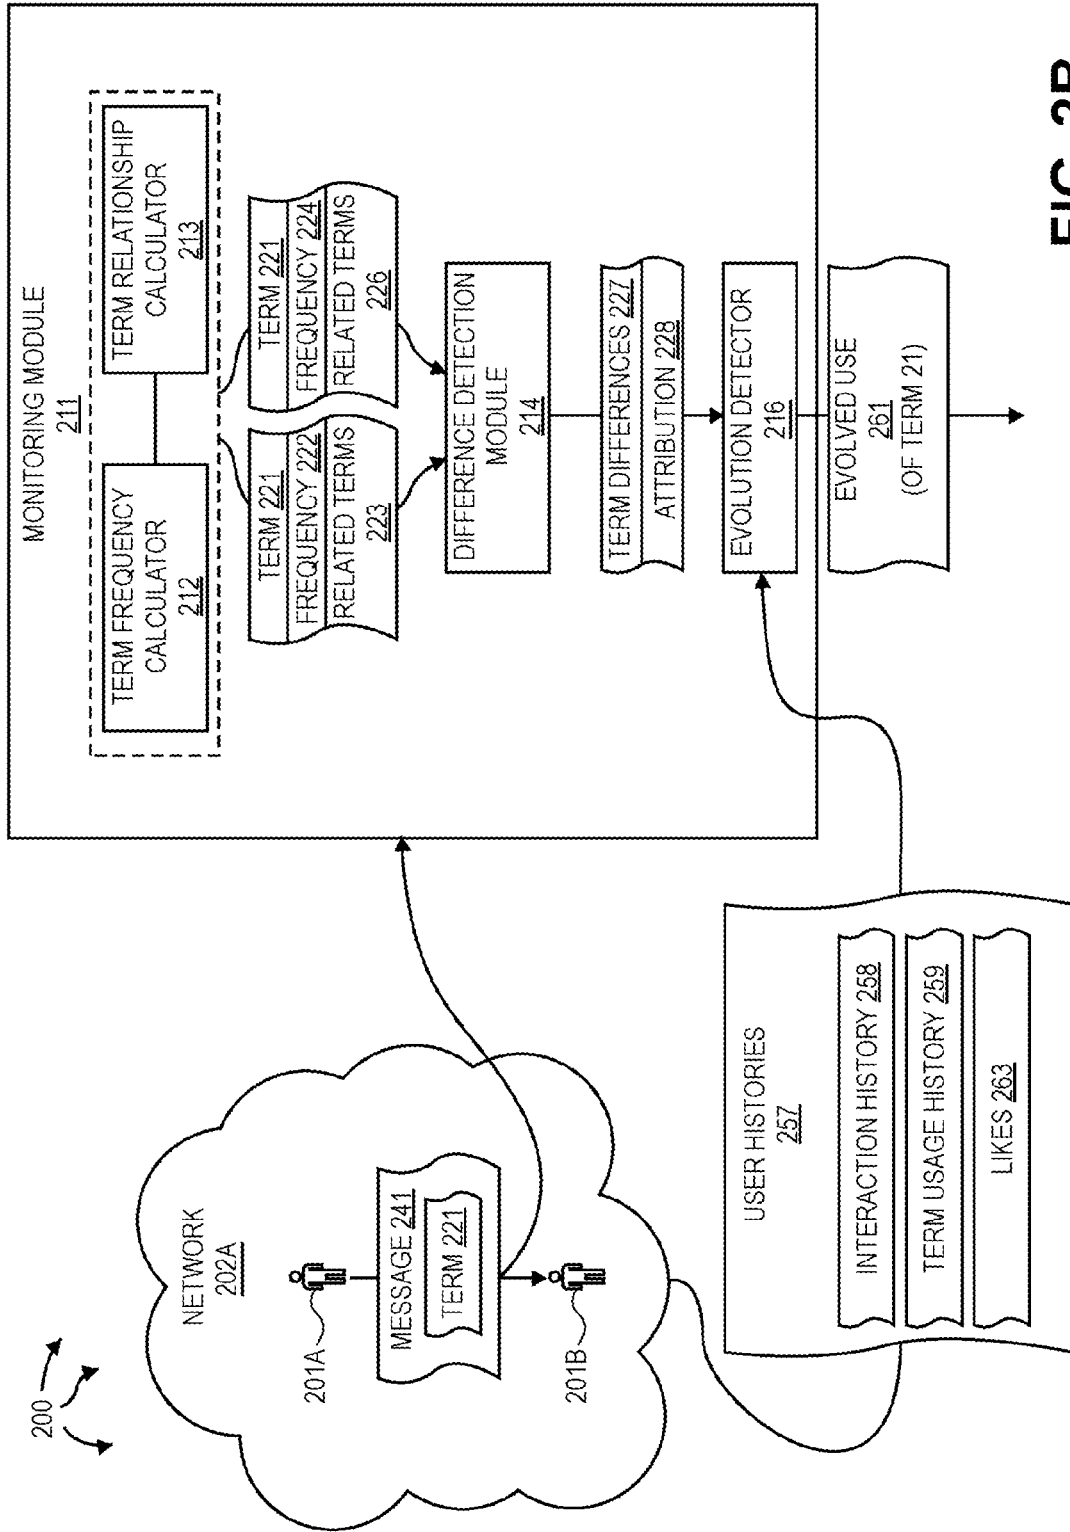 200
NETWORK
202A
201A
MESSAGE 241
TERM 221
201B
MONITORING MODULE
211
TERM FREQUENCY
CALCULATOR
212
TERM RELATIONSHIP
CALCULATOR
213
TERM 221
FREQUENCY 222
RELATED TERMS
223
TERM 221
FREQUENCY 224
RELATED TERMS
226
DIFFERENCE DETECTION
MODULE
214
TERM DIFFERENCES 227
ATTRIBUTION 228
EVOLUTION DETECTOR
216
EVOLVED USE
261
(OF TERM 21)
USER HISTORIES
257
INTERACTION HISTORY 258
TERM USAGE HISTORY 259
LIKES 263
FIG. 2B